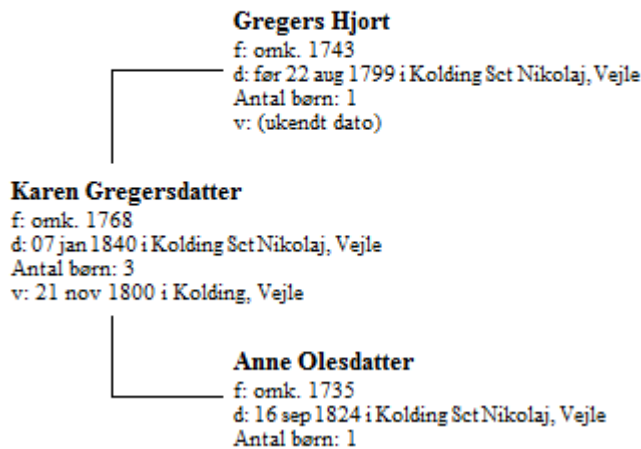 Gregers Hjort
f: omk. 1743
d: før 22 aug 1799 i Kolding Sct Nikolaj, Vejle
Antal børn: 1
v: (ukendt dato)
Karen Gregersdatter
f: omk. 1768
d: 07 jan 1840 i Kolding Sct Nikolaj, Vejle
Antal børn: 3
v: 21 nov 1800 i Kolding, Vejle
Anne Olesdatter
f: omk. 1735
d: 16 sep 1824 i Kolding Sct Nikolaj, Vejle
Antal børn: 1